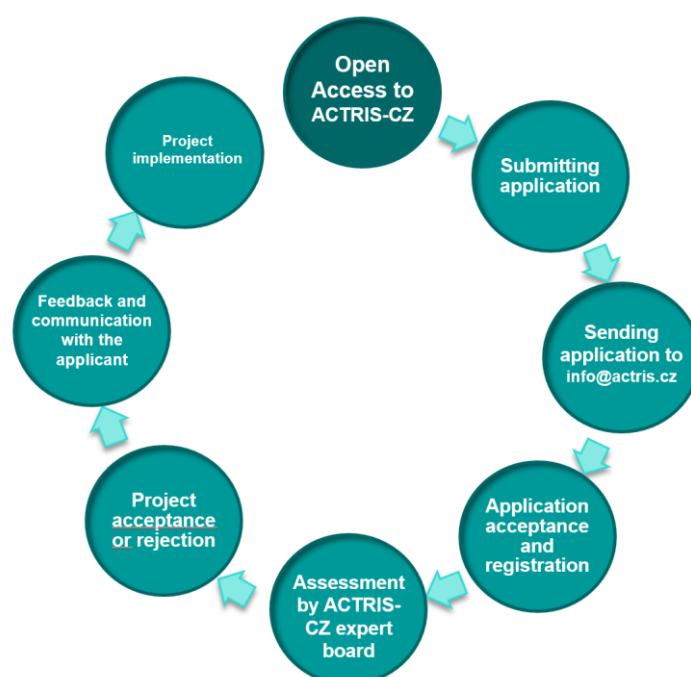 Open
Access to
ACTRIS-CZ
Submitting
application
Sending
application to
info@actris.cz
Application
acceptance
and
registration
Assessment
by ACTRIS-
CZ expert
board
Project
acceptance
or rejection
Feedback and
communication
with the
applicant
Project
implementation